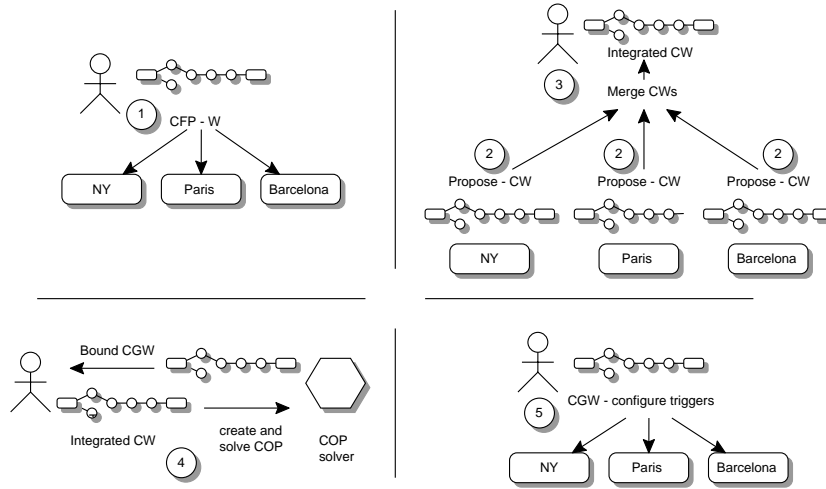 1
CFP - W
NY
Paris
Barcelona
Integrated CW
3
Merge CWs
2
2
2
Propose - CW
Propose - CW
Propose - CW
NY
Paris
Barcelona
Bound CGW
Integrated CW
create and
solve COP
COP
solver
4
CGW - configure triggers
5
NY
Paris
Barcelona